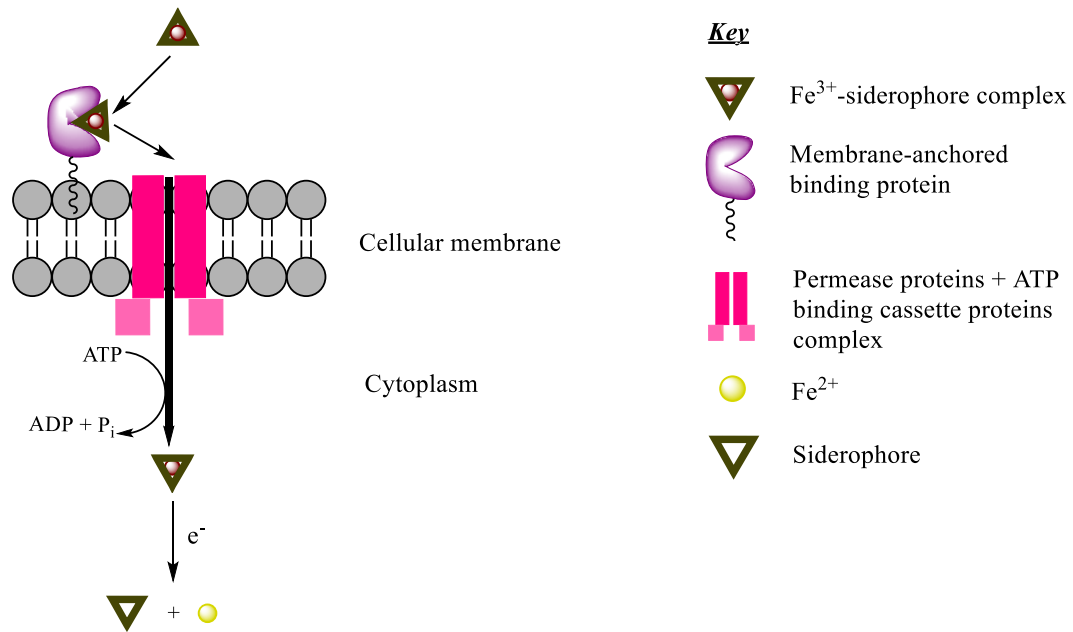 Key
Fe³⁺-siderophore complex
Membrane-anchored
binding protein
Cellular membrane
Permease proteins + ATP
binding cassette proteins
complex
ATP
Cytoplasm
Fe²⁺
ADP + Pᵢ
Siderophore
e⁻
+